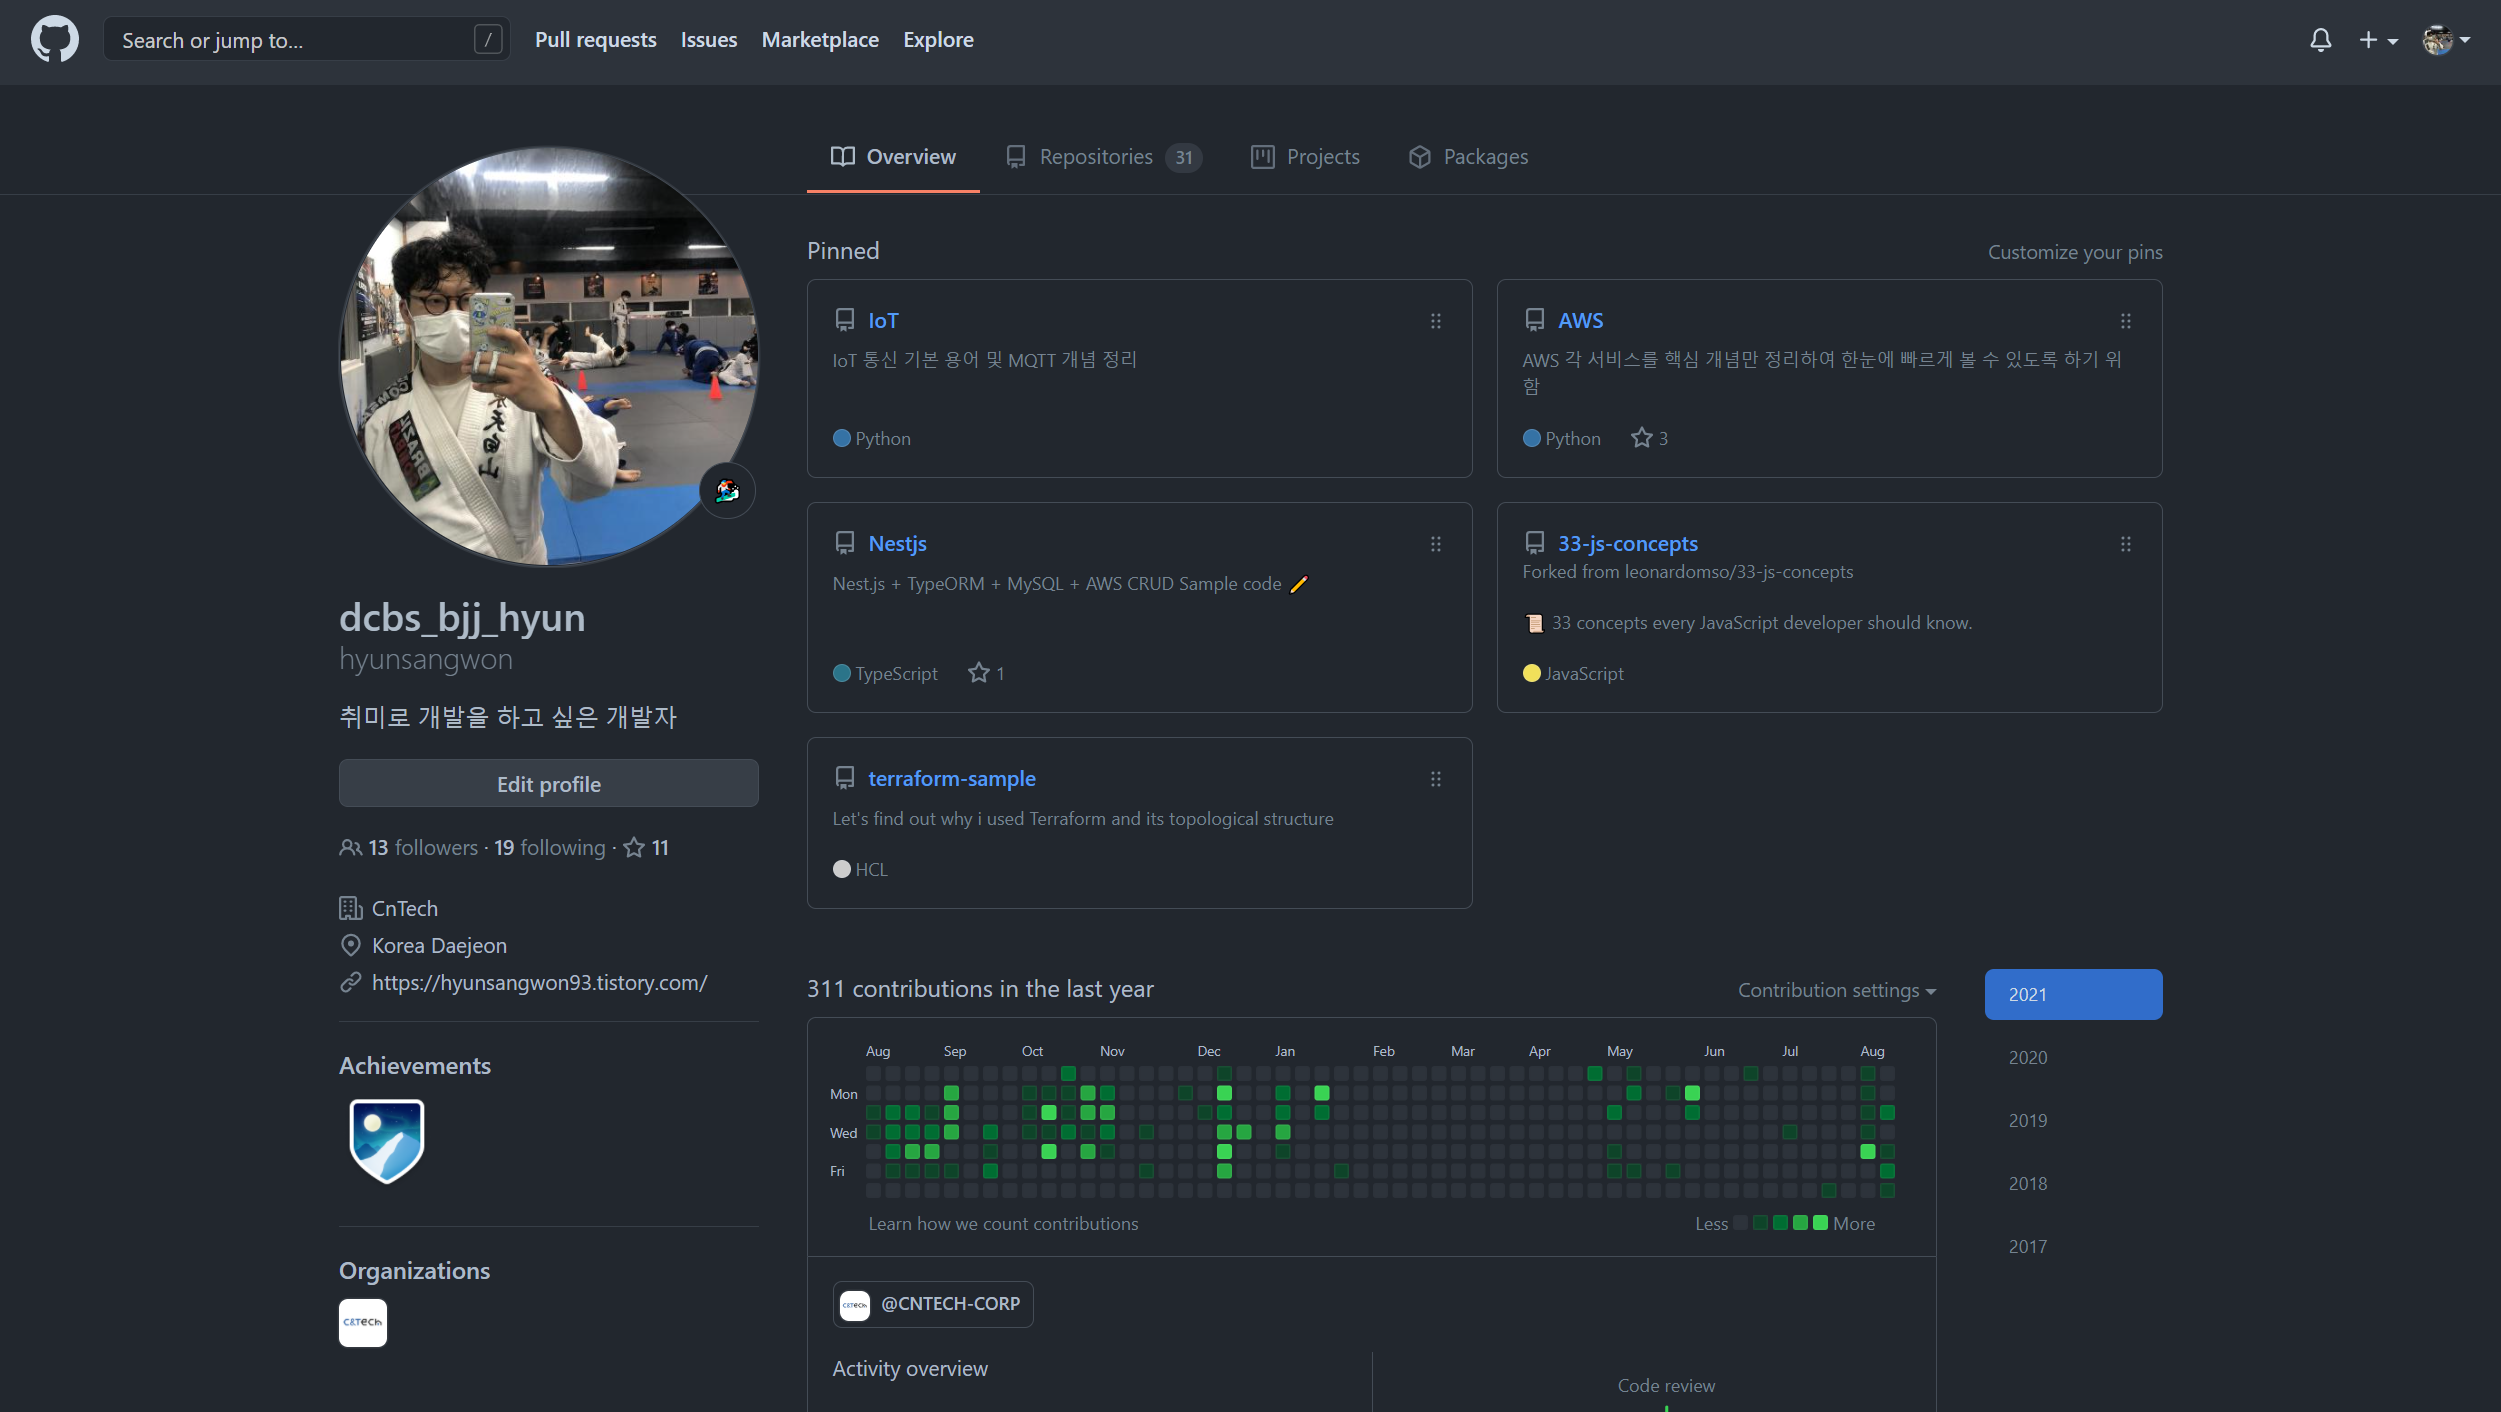 Search or jump to...
/
Pull requests
Issues
Marketplace
Explore
Overview
Repositories 31
Projects
Packages
dcbs_bjj_hyun
hyunsangwon
취미로 개발을 하고 싶은 개발자
Edit profile
13 followers · 19 following · 11
CnTech
Korea Daejeon
https://hyunsangwon93.tistory.com/
Achievements
Organizations
C&TECH
Pinned
Customize your pins
IoT
IoT 통신 기본 용어 및 MQTT 개념 정리
Python
AWS
AWS 각 서비스를 핵심 개념만 정리하여 한눈에 빠르게 볼 수 있도록 하기 위
함
Python 3
Nestjs
Nest.js + TypeORM + MySQL + AWS CRUD Sample code
TypeScript 1
33-js-concepts
Forked from leonardomso/33-js-concepts
33 concepts every JavaScript developer should know.
JavaScript
terraform-sample
Let's find out why i used Terraform and its topological structure
HCL
311 contributions in the last year
Contribution settings
Aug Sep Oct Nov Dec Jan Feb Mar Apr May Jun Jul Aug
Mon
Wed
Fri
Learn how we count contributions
Less More
@CNTECH-CORP
Activity overview
Code review
2021
2020
2019
2018
2017